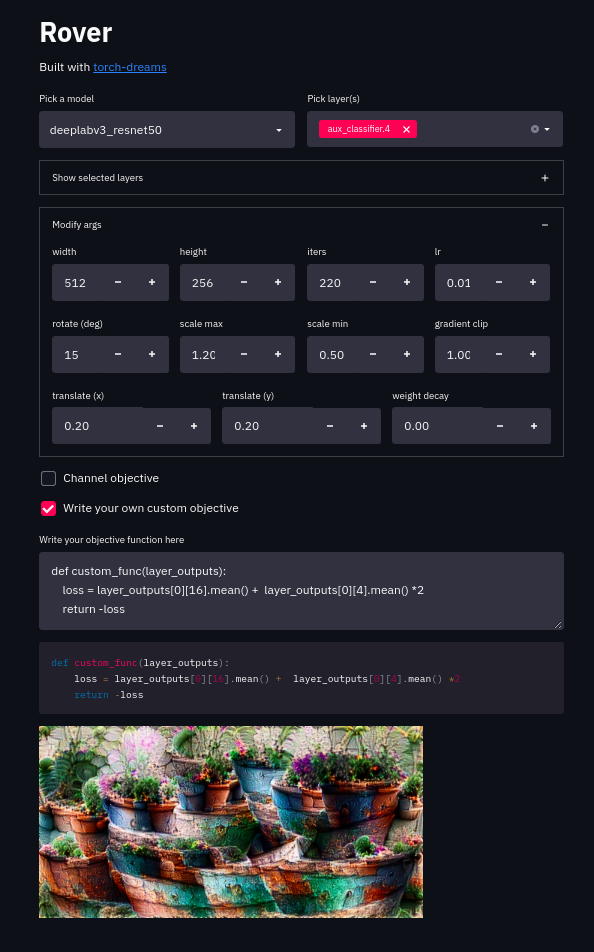 Rover
Built with torch-dreams
Pick a model
Pick layer(s)
deeplabv3_resnet50
aux_classifier.4
Show selected layers
Modify args
width height iters lr
512 − + 256 − + 220 − + 0.01 − +
rotate (deg) scale max scale min gradient clip
15 − + 1.20 − + 0.50 − + 1.00 − +
translate (x) translate (y) weight decay
0.20 − + 0.20 − + 0.00 − +
Channel objective
Write your own custom objective
Write your objective function here
def custom_func(layer_outputs):
    loss = layer_outputs[0][16].mean() +  layer_outputs[0][4].mean() *2
    return -loss
def custom_func(layer_outputs):
    loss = layer_outputs[0][16].mean() +  layer_outputs[0][4].mean() *2
    return -loss